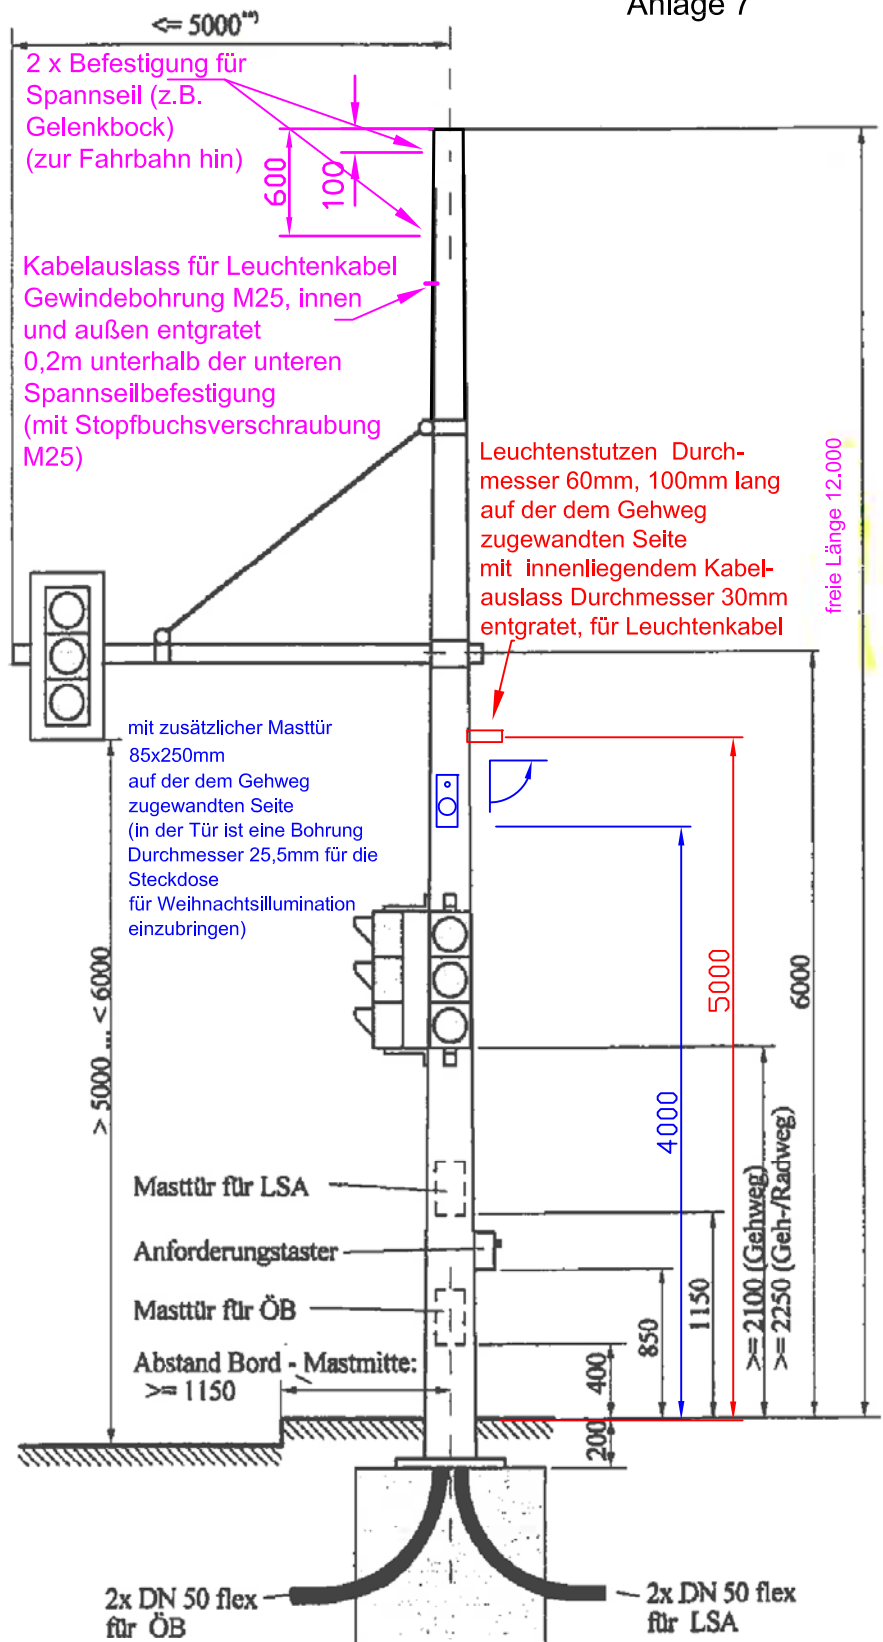 Anlage 7
<= 5000**)
2 x Befestigung für
Spannseil (z.B.
Gelenkbock)
(zur Fahrbahn hin)
600
100
Kabelauslass für Leuchtenkabel
Gewindebohrung M25, innen
und außen entgratet
0,2m unterhalb der unteren
Spannseilbefestigung
(mit Stopfbuchsverschraubung
M25)
Leuchtenstutzen Durch-
messer 60mm, 100mm lang
auf der dem Gehweg
zugewandten Seite
mit innenliegendem Kabel-
auslass Durchmesser 30mm
entgratet, für Leuchtenkabel
freie Länge 12.000
mit zusätzlicher Masttür
85x250mm
auf der dem Gehweg
zugewandten Seite
(in der Tür ist eine Bohrung
Durchmesser 25,5mm für die
Steckdose
für Weihnachtsillumination
einzubringen)
> 5000 ... < 6000
5000
6000
4000
Masttür für LSA
Anforderungstaster
Masttür für ÖB
Abstand Bord - Mastmitte:
>= 1150
400
850
1150
>= 2100 (Gehweg)
>= 2250 (Geh-/Radweg)
200
2x DN 50 flex
für ÖB
2x DN 50 flex
für LSA